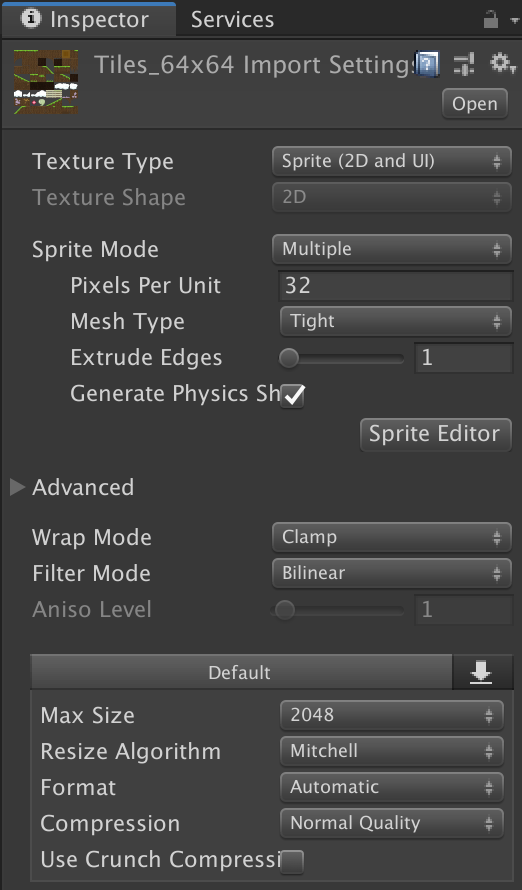 Inspector Services
Tiles_64x64 Import Settings
Open
Texture Type Sprite (2D and UI)
Texture Shape 2D
Sprite Mode Multiple
Pixels Per Unit 32
Mesh Type Tight
Extrude Edges 1
Generate Physics Sh
Sprite Editor
Advanced
Wrap Mode Clamp
Filter Mode Bilinear
Aniso Level 1
Default
Max Size 2048
Resize Algorithm Mitchell
Format Automatic
Compression Normal Quality
Use Crunch Compressi